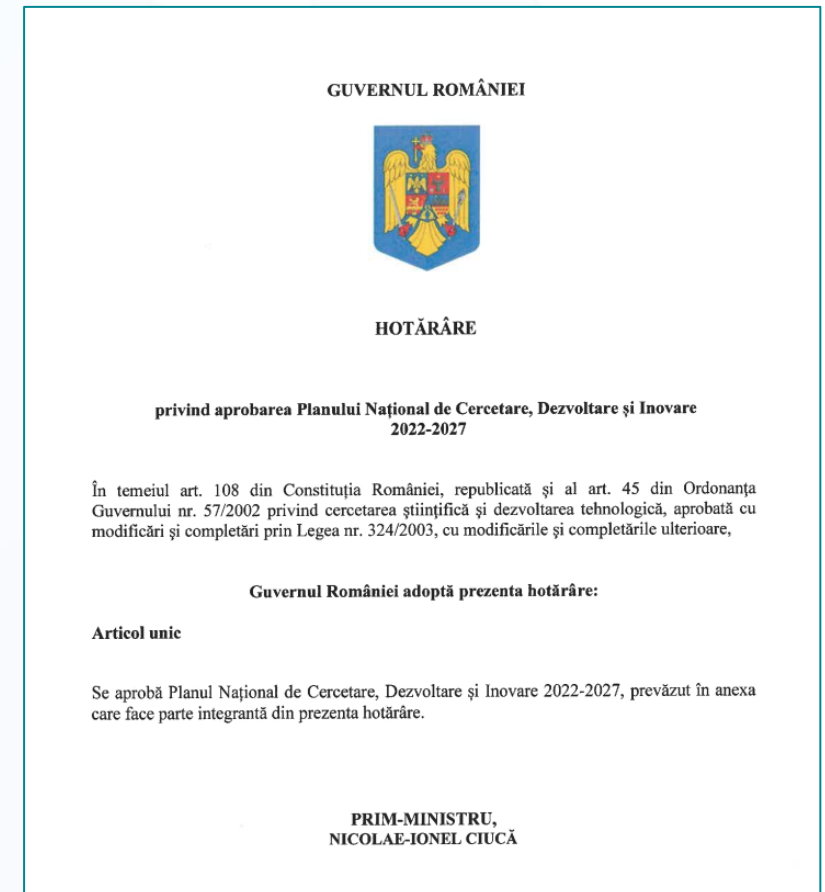 GUVERNUL ROMÂNIEI
HOTĂRÂRE
privind aprobarea Planului Național de Cercetare, Dezvoltare și Inovare
2022-2027
În temeiul art. 108 din Constituția României, republicată și al art. 45 din Ordonanța
Guvernului nr. 57/2002 privind cercetarea științifică și dezvoltarea tehnologică, aprobată cu
modificări și completări prin Legea nr. 324/2003, cu modificările și completările ulterioare,
Guvernul României adoptă prezenta hotărâre:
Articol unic
Se aprobă Planul Național de Cercetare, Dezvoltare și Inovare 2022-2027, prevăzut în anexa
care face parte integrantă din prezenta hotărâre.
PRIM-MINISTRU,
NICOLAE-IONEL CIUCĂ